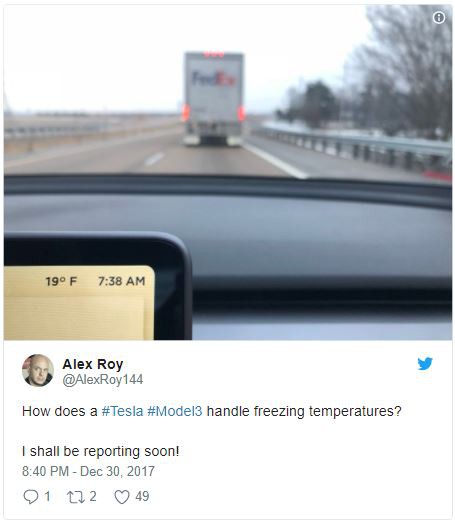 FedEx
19° F 7:38 AM
Alex Roy
@AlexRoy144
How does a #Tesla #Model3 handle freezing temperatures?
I shall be reporting soon!
8:40 PM - Dec 30, 2017
1 2 49